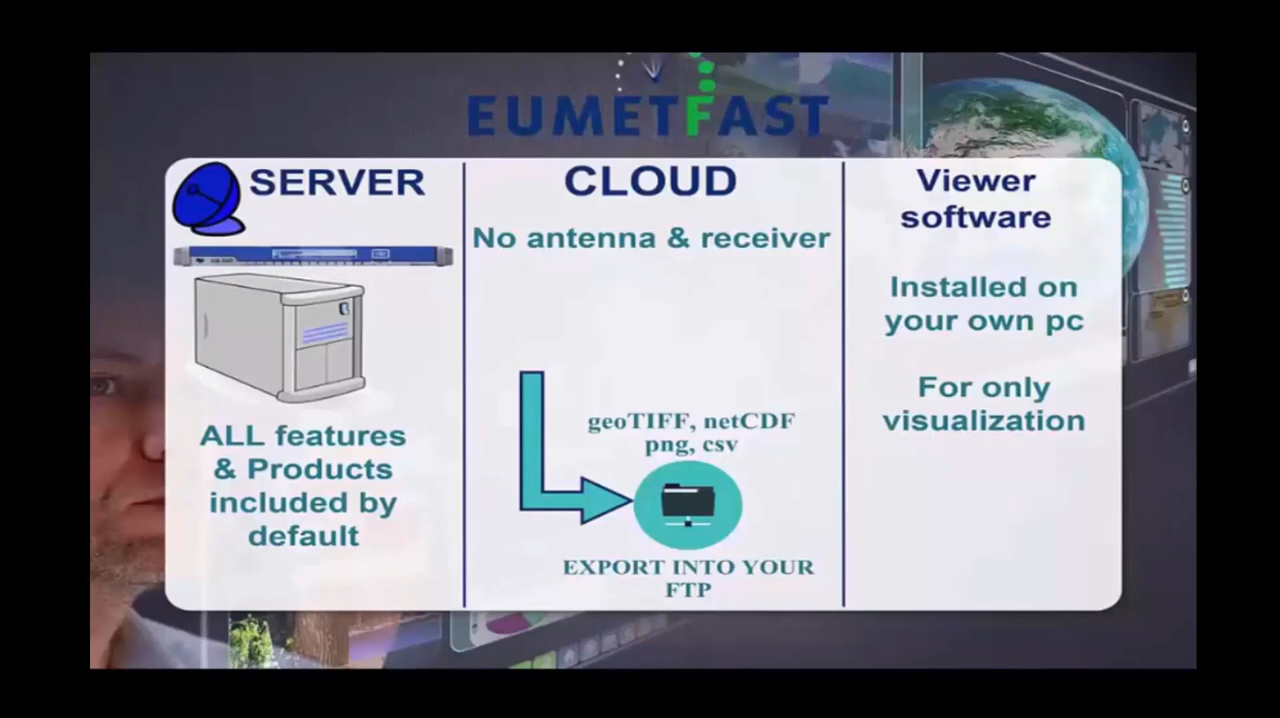 EUMETFAST
SERVER
ALL features
& Products
included by
default
CLOUD
No antenna & receiver
geoTIFF, netCDF
png, csv
EXPORT INTO YOUR
FTP
Viewer
software
Installed on
your own pc
For only
visualization